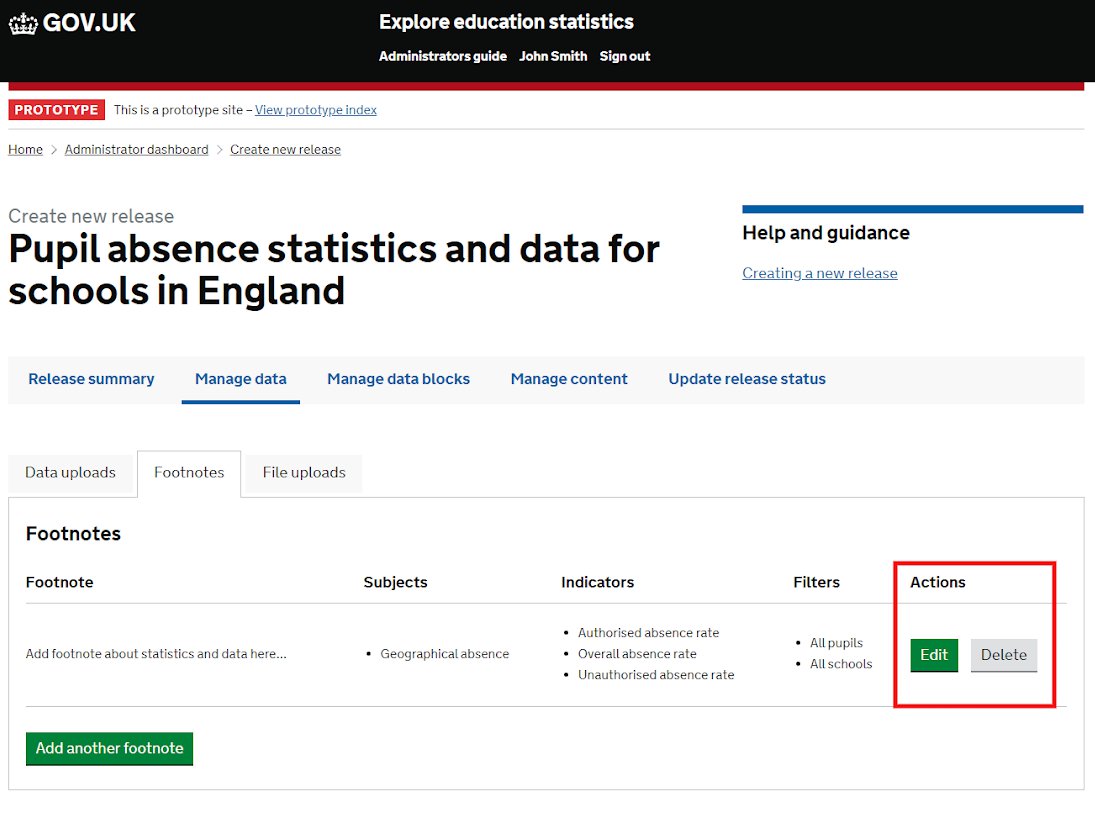 GOV.UK
Explore education statistics
Administrators guide John Smith Sign out
PROTOTYPE This is a prototype site – View prototype index
Home > Administrator dashboard > Create new release
Create new release
Pupil absence statistics and data for
schools in England
Help and guidance
Creating a new release
Release summary Manage data Manage data blocks Manage content Update release status
Data uploads Footnotes File uploads
Footnotes
Footnote Subjects Indicators Filters Actions
Add footnote about statistics and data here...
• Geographical absence
• Authorised absence rate
• Overall absence rate
• Unauthorised absence rate
• All pupils
• All schools
Edit Delete
Add another footnote